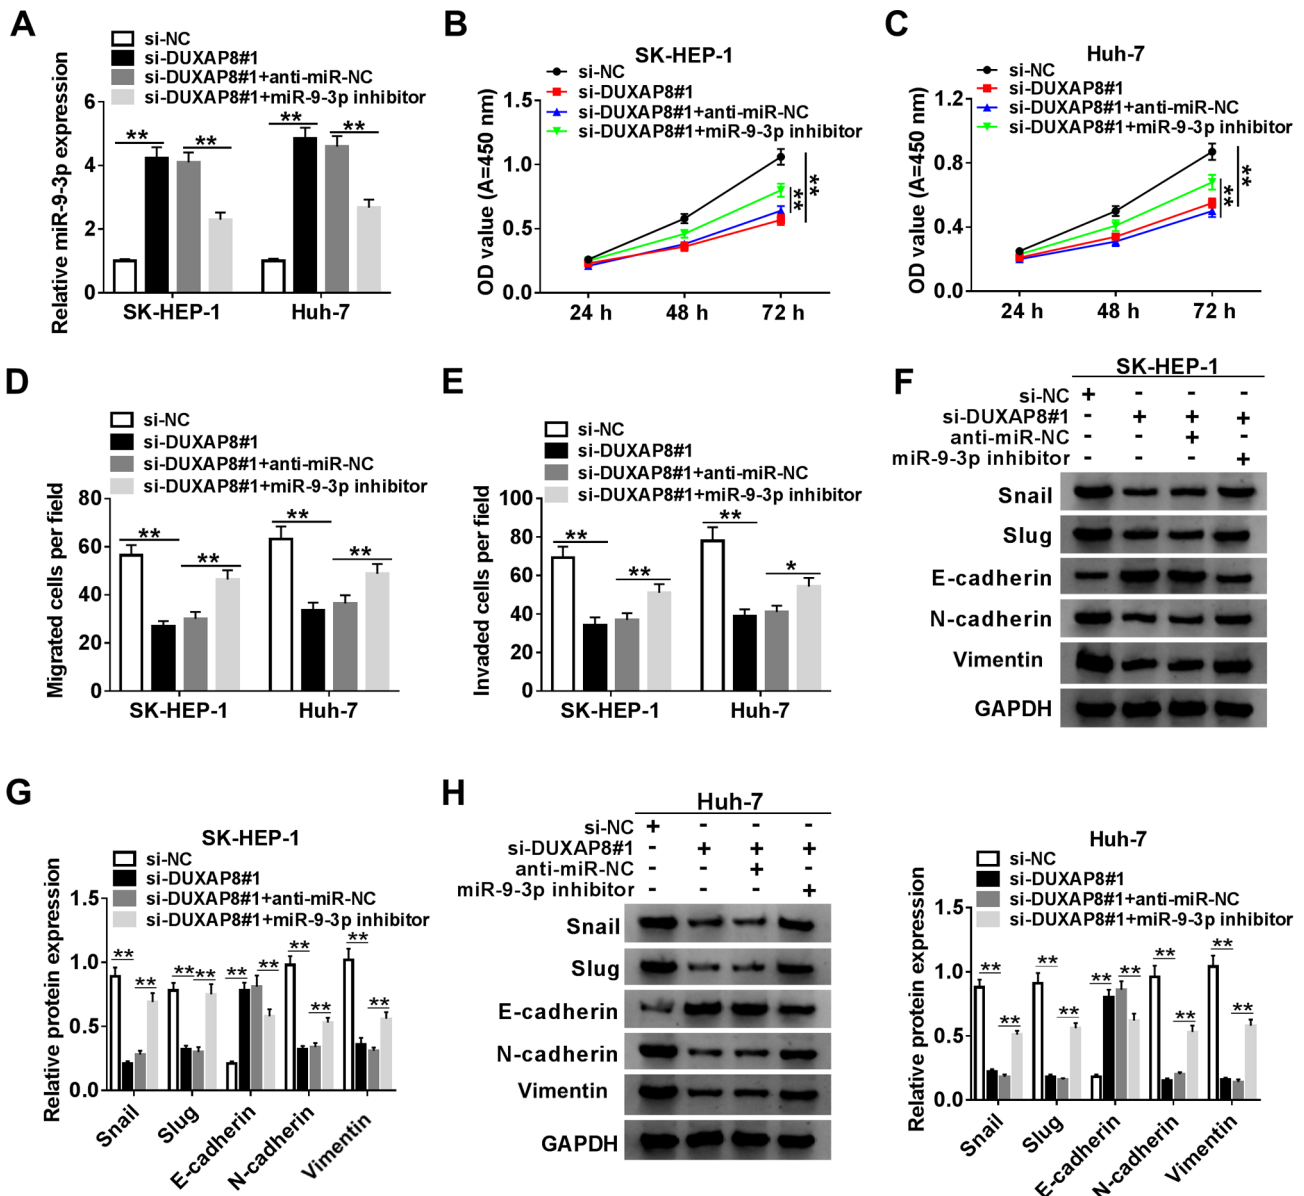 A
si-NC
si-DUXAP8#1
si-DUXAP8#1+anti-miR-NC
si-DUXAP8#1+miR-9-3p inhibitor
Relative miR-9-3p expression
6
4
2
0
**
**
**
**
SK-HEP-1
Huh-7
B
SK-HEP-1
si-NC
si-DUXAP8#1
si-DUXAP8#1+anti-miR-NC
si-DUXAP8#1+miR-9-3p inhibitor
OD value (A=450 nm)
1.5
1.0
0.5
0.0
**
**
24 h
48 h
72 h
C
Huh-7
si-NC
si-DUXAP8#1
si-DUXAP8#1+anti-miR-NC
si-DUXAP8#1+miR-9-3p inhibitor
OD value (A=450 nm)
1.2
0.8
0.4
0.0
**
**
24 h
48 h
72 h
D
si-NC
si-DUXAP8#1
si-DUXAP8#1+anti-miR-NC
si-DUXAP8#1+miR-9-3p inhibitor
Migrated cells per field
80
60
40
20
0
**
**
**
**
SK-HEP-1
Huh-7
E
si-NC
si-DUXAP8#1
si-DUXAP8#1+anti-miR-NC
si-DUXAP8#1+miR-9-3p inhibitor
Invaded cells per field
100
80
60
40
20
0
**
**
**
*
SK-HEP-1
Huh-7
F
SK-HEP-1
si-NC + - - -
si-DUXAP8#1 - + + +
anti-miR-NC - - + -
miR-9-3p inhibitor - - - +
Snail
Slug
E-cadherin
N-cadherin
Vimentin
GAPDH
G
SK-HEP-1
si-NC
si-DUXAP8#1
si-DUXAP8#1+anti-miR-NC
si-DUXAP8#1+miR-9-3p inhibitor
Relative protein expression
1.5
1.0
0.5
0.0
**
**
**
**
**
**
**
**
**
**
Snail
Slug
E-cadherin
N-cadherin
Vimentin
H
Huh-7
si-NC + - - -
si-DUXAP8#1 - + + +
anti-miR-NC - - + -
miR-9-3p inhibitor - - - +
Snail
Slug
E-cadherin
N-cadherin
Vimentin
GAPDH
Huh-7
si-NC
si-DUXAP8#1
si-DUXAP8#1+anti-miR-NC
si-DUXAP8#1+miR-9-3p inhibitor
Relative protein expression
1.5
1.0
0.5
0.0
**
**
**
**
**
**
**
**
**
**
Snail
Slug
E-cadherin
N-cadherin
Vimentin